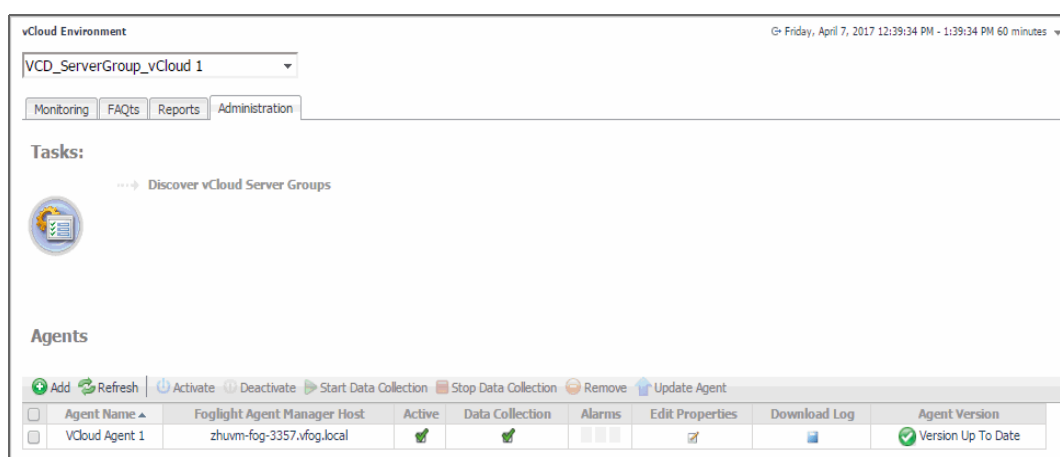 vCloud Environment Friday, April 7, 2017 12:39:34 PM - 1:39:34 PM 60 minutes
VCD_ServerGroup_vCloud 1
Monitoring FAQts Reports Administration
Tasks:
Discover vCloud Server Groups
Agents
Add Refresh Activate Deactivate Start Data Collection Stop Data Collection Remove Update Agent
Agent Name Foglight Agent Manager Host Active Data Collection Alarms Edit Properties Download Log Agent Version
VCloud Agent 1 zhuvm-fog-3357.vfog.local Version Up To Date